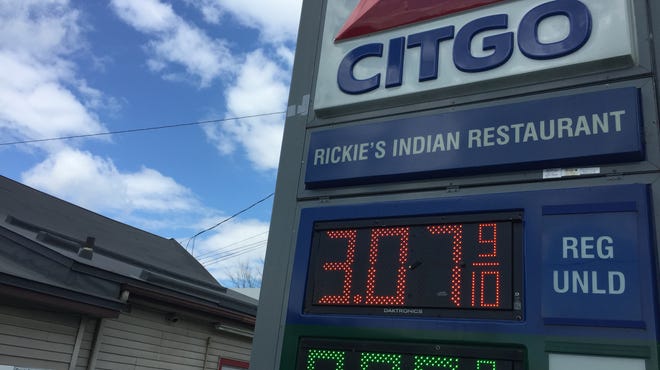 CITGO
RICKIE'S INDIAN RESTAURANT
3.07 9/10
REG
UNLD
DAKTRONICS